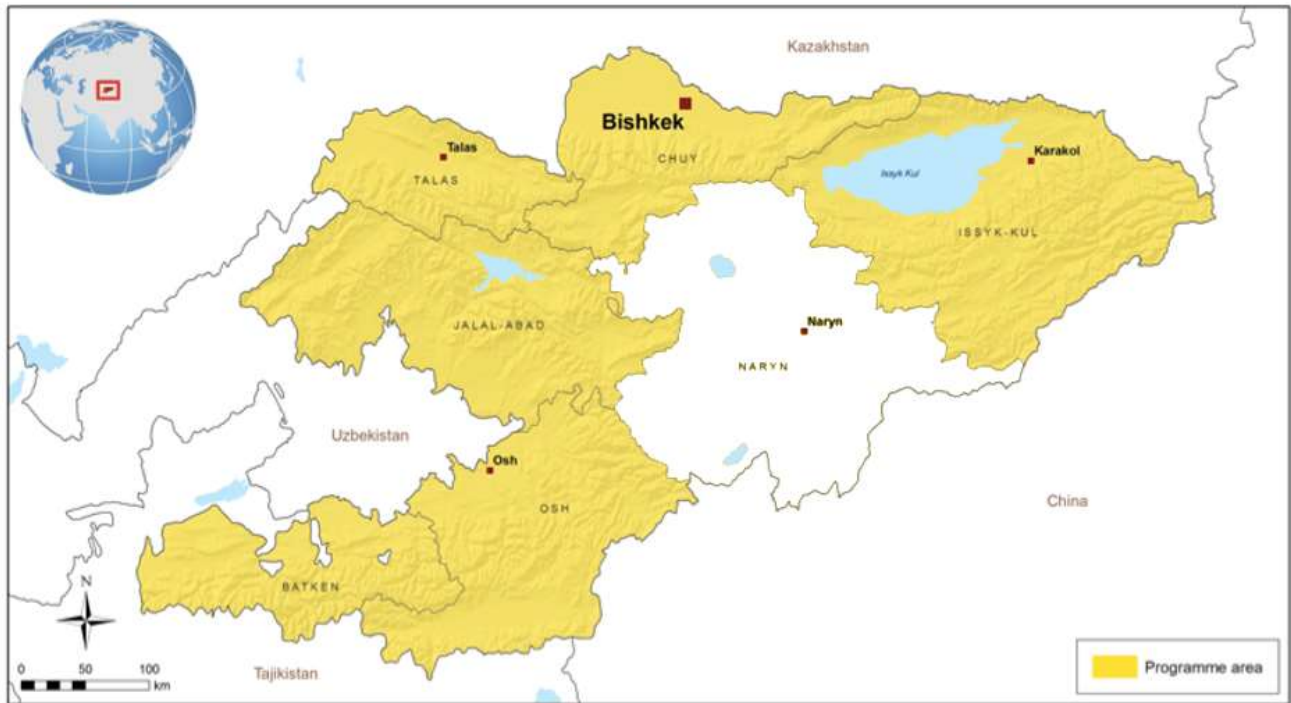 Kazakhstan
Bishkek
Talas
TALAS
CHUY
Karakol
Issyk Kul
ISSYK-KUL
JALAL-ABAD
Naryn
NARYN
Uzbekistan
Osh
OSH
China
BATKEN
N
Tajikistan
0 50 100
km
Programme area